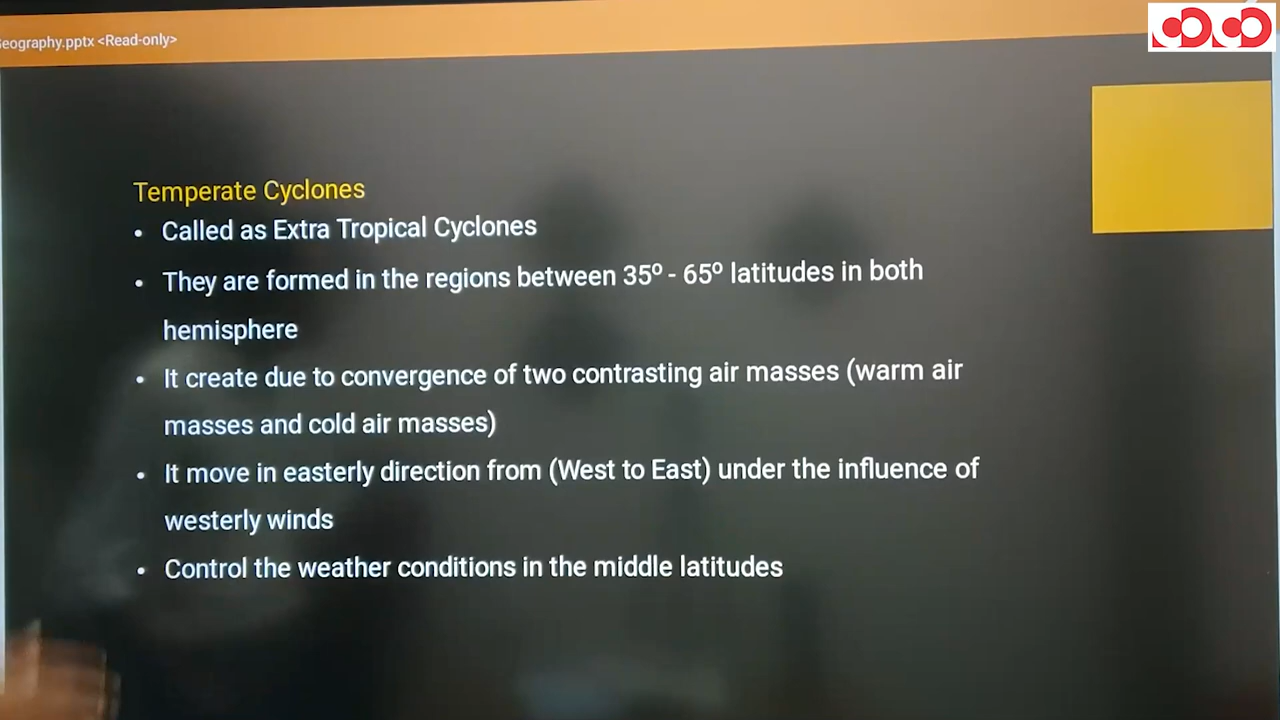 eography.pptx <Read-only>
Temperate Cyclones
• Called as Extra Tropical Cyclones
• They are formed in the regions between 35º - 65º latitudes in both
hemisphere
• It create due to convergence of two contrasting air masses (warm air
masses and cold air masses)
• It move in easterly direction from (West to East) under the influence of
westerly winds
• Control the weather conditions in the middle latitudes